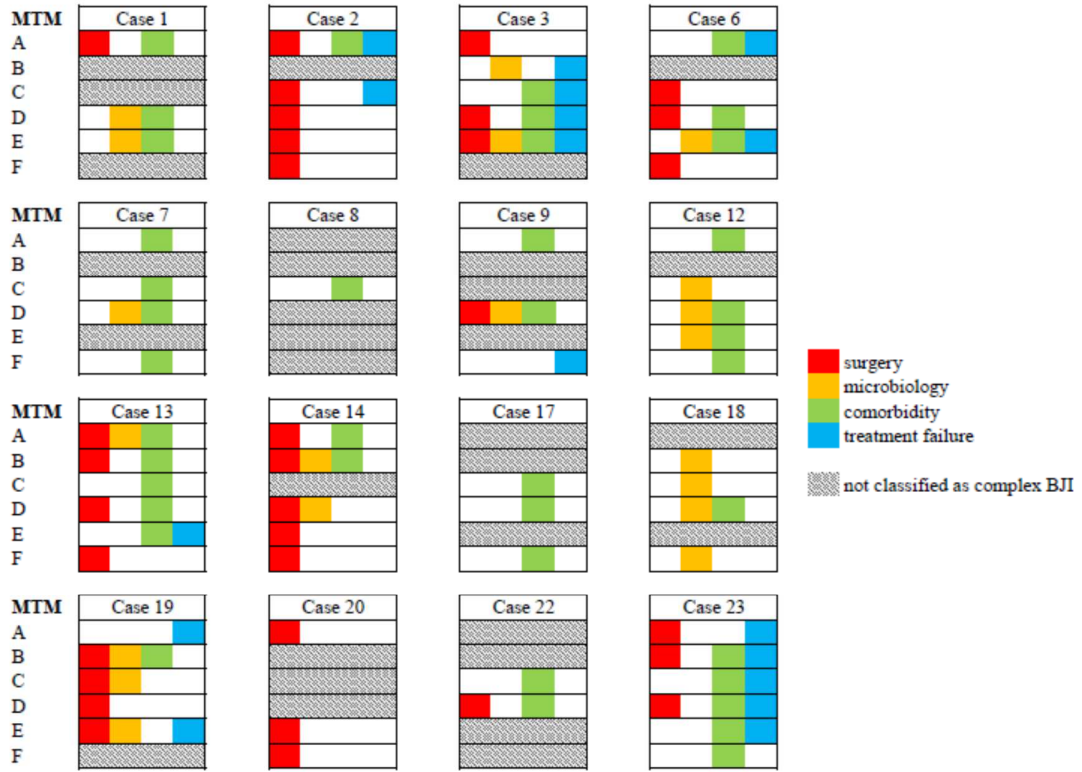 MTM Case 1 Case 2 Case 3 Case 6
A
B
C
D
E
F
MTM Case 7 Case 8 Case 9 Case 12
A
B
C
D
E
F
surgery
microbiology
comorbidity
treatment failure
not classified as complex BJI
MTM Case 13 Case 14 Case 17 Case 18
A
B
C
D
E
F
MTM Case 19 Case 20 Case 22 Case 23
A
B
C
D
E
F